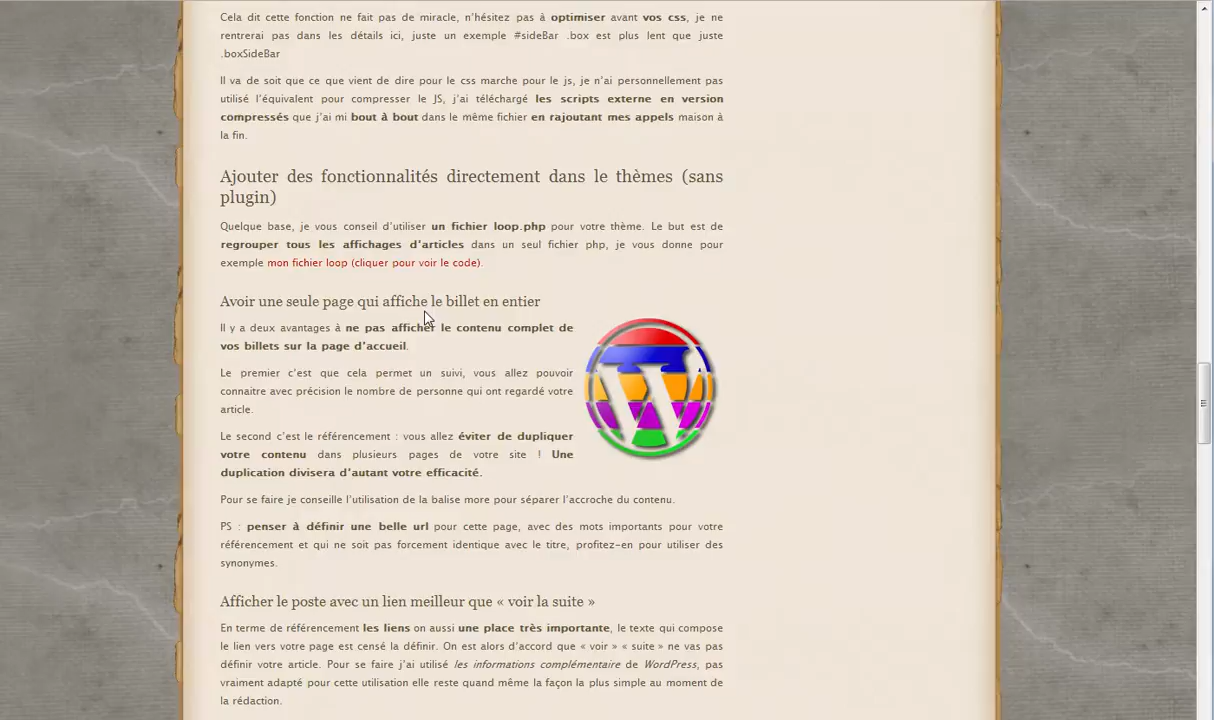 Cela dit cette fonction ne fait pas de miracle, n'hésitez pas à optimiser avant vos css, je ne
rentrerai pas dans les détails ici, juste un exemple #sideBar .box est plus lent que juste
.boxSideBar
Il va de soit que ce que vient de dire pour le css marche pour le js, je n'ai personnellement pas
utilisé l'équivalent pour compresser le JS, j'ai téléchargé les scripts externe en version
compressés que j'ai mi bout à bout dans le même fichier en rajoutant mes appels maison à
la fin.
Ajouter des fonctionnalités directement dans le thèmes (sans
plugin)
Quelque base, je vous conseil d'utiliser un fichier loop.php pour votre thème. Le but est de
regrouper tous les affichages d'articles dans un seul fichier php, je vous donne pour
exemple mon fichier loop (cliquer pour voir le code).
Avoir une seule page qui affiche le billet en entier
Il y a deux avantages à ne pas afficher le contenu complet de
vos billets sur la page d'accueil.
Le premier c'est que cela permet un suivi, vous allez pouvoir
connaitre avec précision le nombre de personne qui ont regardé votre
article.
Le second c'est le référencement : vous allez éviter de dupliquer
votre contenu dans plusieurs pages de votre site ! Une
duplication divisera d'autant votre efficacité.
Pour se faire je conseille l'utilisation de la balise more pour séparer l'accroche du contenu.
PS : penser à définir une belle url pour cette page, avec des mots importants pour votre
référencement et qui ne soit pas forcement identique avec le titre, profitez-en pour utiliser des
synonymes.
Afficher le poste avec un lien meilleur que « voir la suite »
En terme de référencement les liens on aussi une place très importante, le texte qui compose
le lien vers votre page est censé la définir. On est alors d'accord que « voir » « suite » ne vas pas
définir votre article. Pour se faire j'ai utilisé les informations complémentaire de WordPress, pas
vraiment adapté pour cette utilisation elle reste quand même la façon la plus simple au moment de
la rédaction.